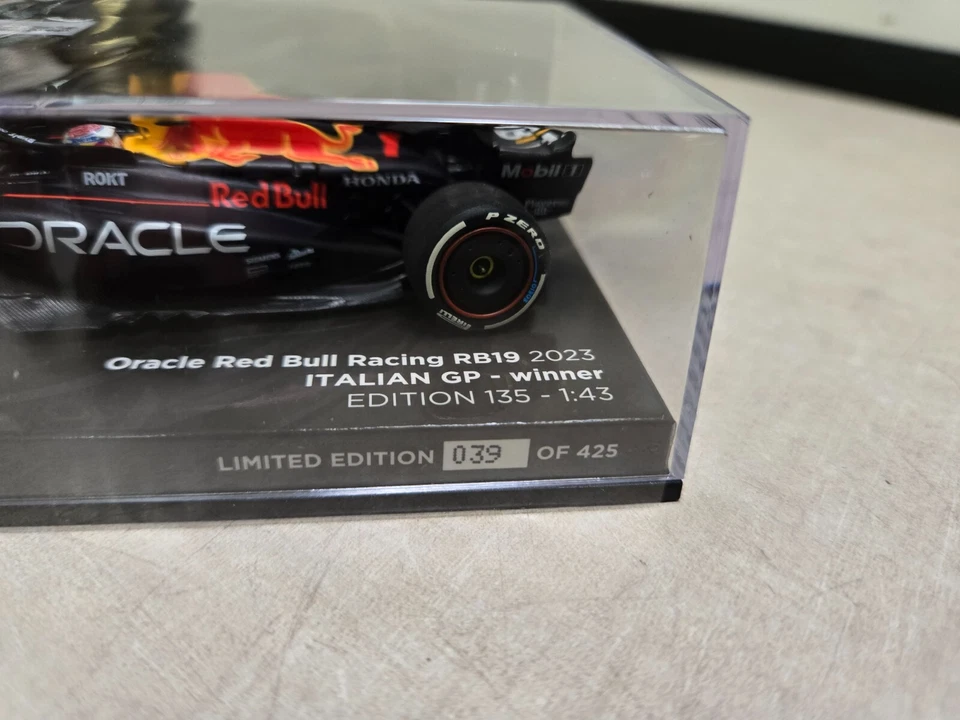 Mobil 1
ROKT
HONDA
Red Bull
1
P ZERO
ORACLE
PIRELLI
Oracle Red Bull Racing RB19 2023
ITALIAN GP - winner
EDITION 135 - 1:43
LIMITED EDITION 039 OF 425